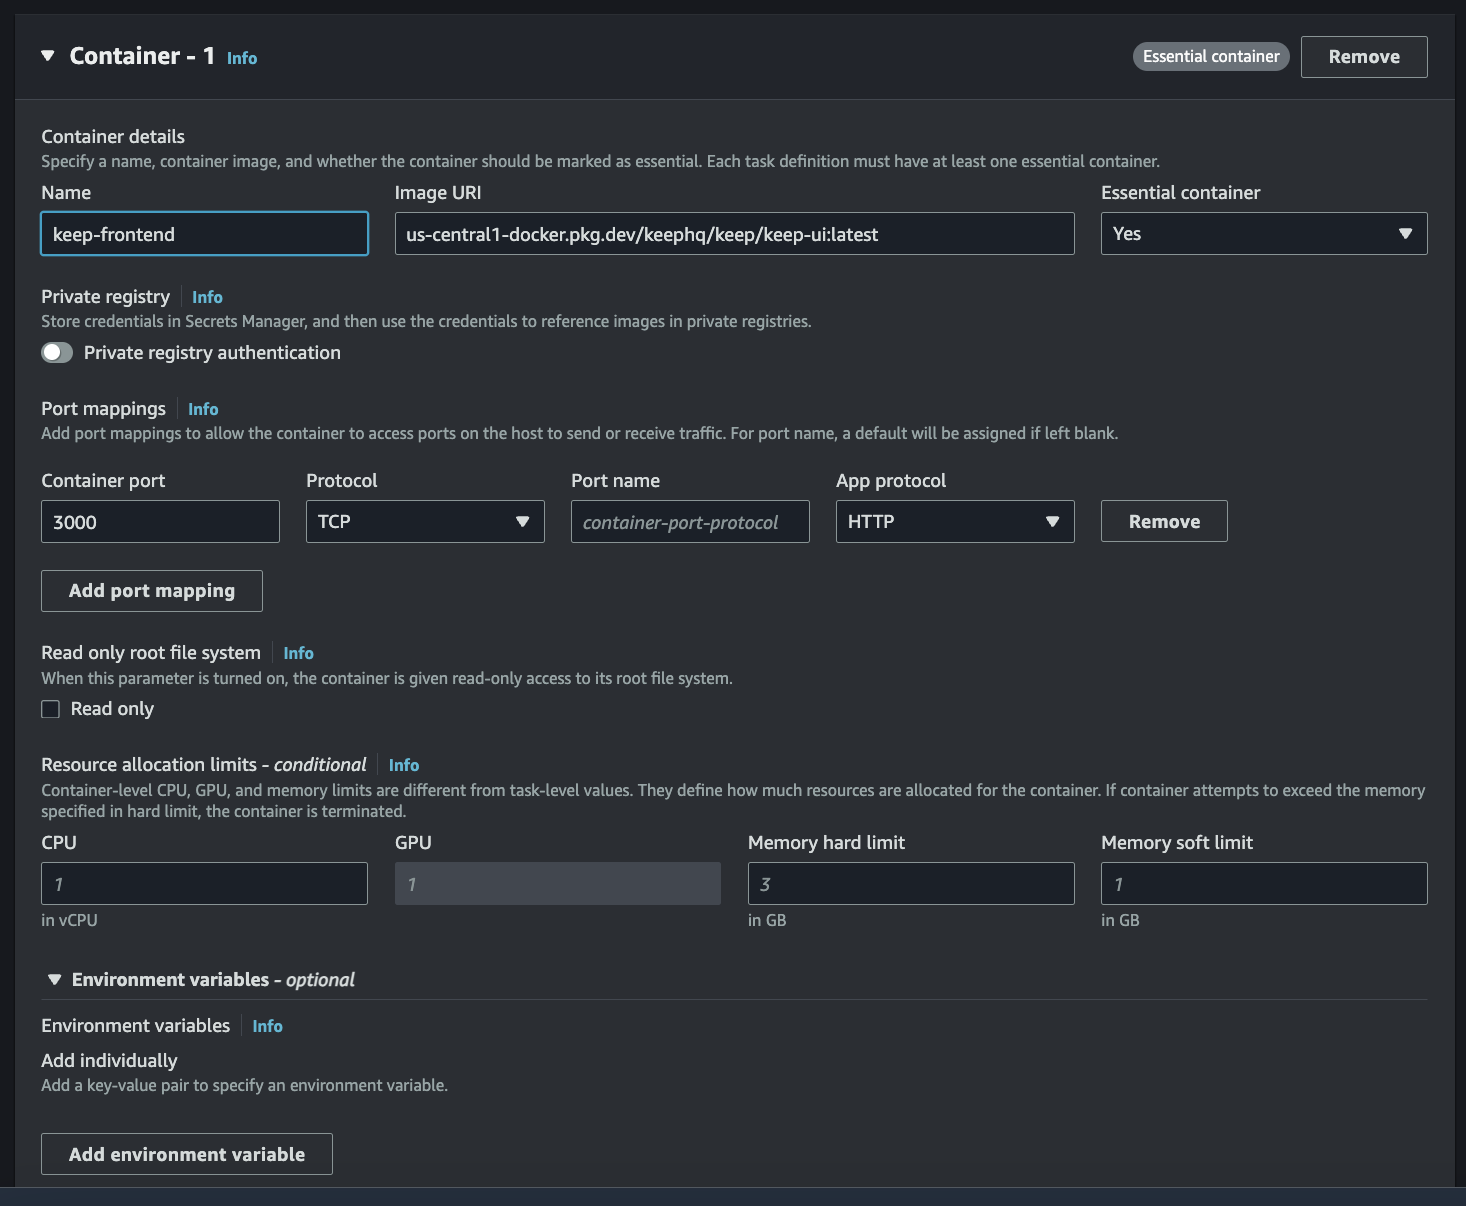 Container - 1 Info
Essential container
Remove
Container details
Specify a name, container image, and whether the container should be marked as essential. Each task definition must have at least one essential container.
Name
Image URI
Essential container
keep-frontend
us-central1-docker.pkg.dev/keephq/keep/keep-ui:latest
Yes
Private registry Info
Store credentials in Secrets Manager, and then use the credentials to reference images in private registries.
Private registry authentication
Port mappings Info
Add port mappings to allow the container to access ports on the host to send or receive traffic. For port name, a default will be assigned if left blank.
Container port
Protocol
Port name
App protocol
3000
TCP
container-port-protocol
HTTP
Remove
Add port mapping
Read only root file system Info
When this parameter is turned on, the container is given read-only access to its root file system.
Read only
Resource allocation limits - conditional Info
Container-level CPU, GPU, and memory limits are different from task-level values. They define how much resources are allocated for the container. If container attempts to exceed the memory
specified in hard limit, the container is terminated.
CPU
GPU
Memory hard limit
Memory soft limit
1
1
3
1
in vCPU
in GB
in GB
Environment variables - optional
Environment variables Info
Add individually
Add a key-value pair to specify an environment variable.
Add environment variable